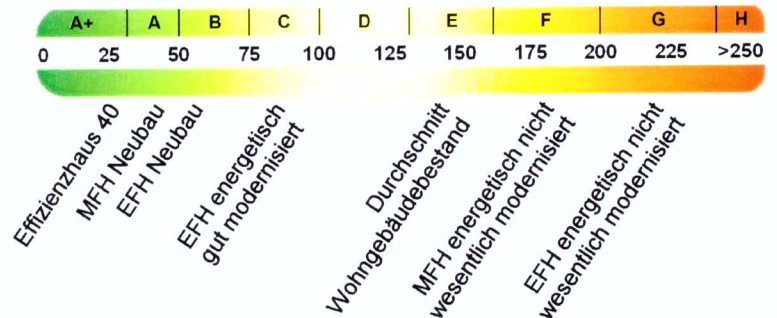 A+ A B C D E F G H
0 25 50 75 100 125 150 175 200 225 >250
Effizienzhaus 40
MFH Neubau
EFH Neubau
EFH energetisch
gut modernisiert
Durchschnitt
Wohngebäudebestand
MFH energetisch nicht
wesentlich modernisiert
EFH energetisch nicht
wesentlich modernisiert